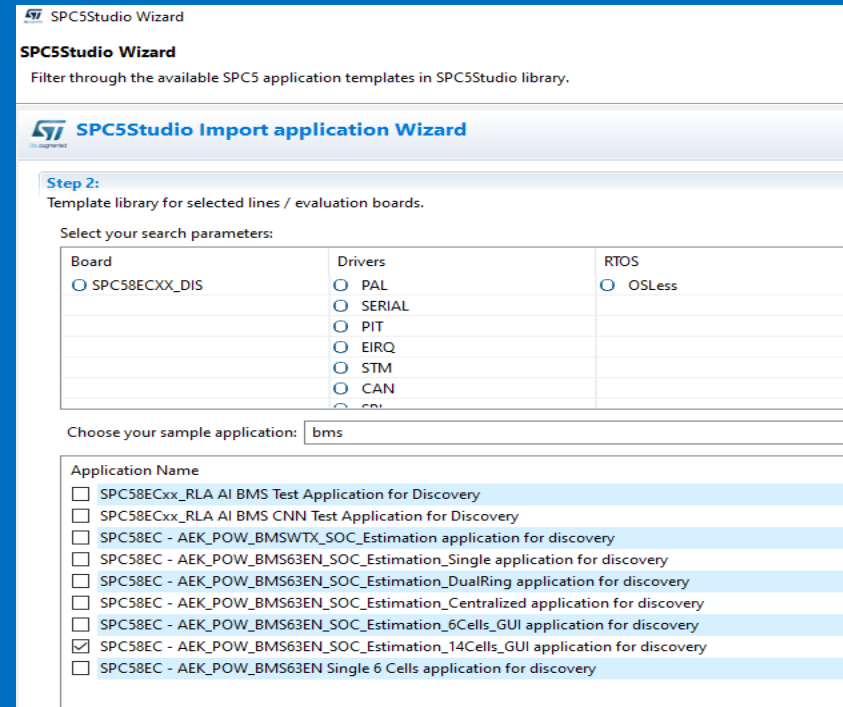 SPC5Studio Wizard
SPC5Studio Wizard
Filter through the available SPC5 application templates in SPC5Studio library.
SPC5Studio Import application Wizard
Step 2:
Template library for selected lines / evaluation boards.
Select your search parameters:
Board Drivers RTOS
SPC58ECXX_DIS PAL OSLess
SERIAL
PIT
EIRQ
STM
CAN
Choose your sample application: bms
Application Name
SPC58ECxx_RLA AI BMS Test Application for Discovery
SPC58ECxx_RLA AI BMS CNN Test Application for Discovery
SPC58EC - AEK_POW_BMSWTX_SOC_Estimation application for discovery
SPC58EC - AEK_POW_BMS63EN_SOC_Estimation_Single application for discovery
SPC58EC - AEK_POW_BMS63EN_SOC_Estimation_DualRing application for discovery
SPC58EC - AEK_POW_BMS63EN_SOC_Estimation_Centralized application for discovery
SPC58EC - AEK_POW_BMS63EN_SOC_Estimation_6Cells_GUI application for discovery
SPC58EC - AEK_POW_BMS63EN_SOC_Estimation_14Cells_GUI application for discovery
SPC58EC - AEK_POW_BMS63EN Single 6 Cells application for discovery